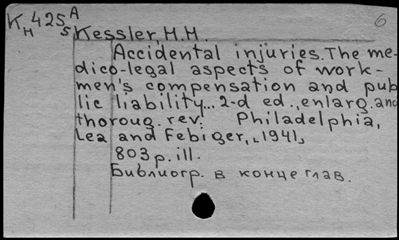 К 425 А
н 5
6
Kessler, H.H.
Accidental injuries. The me-
dico-legal aspects of work-
men's compensation and pub
lic liability... 2-d ed., enlarg. and
thoroug. rev. Philadelphia,
Lea and Febiger, 1941,
803 p. ill.
Библиогр. в конце глав.